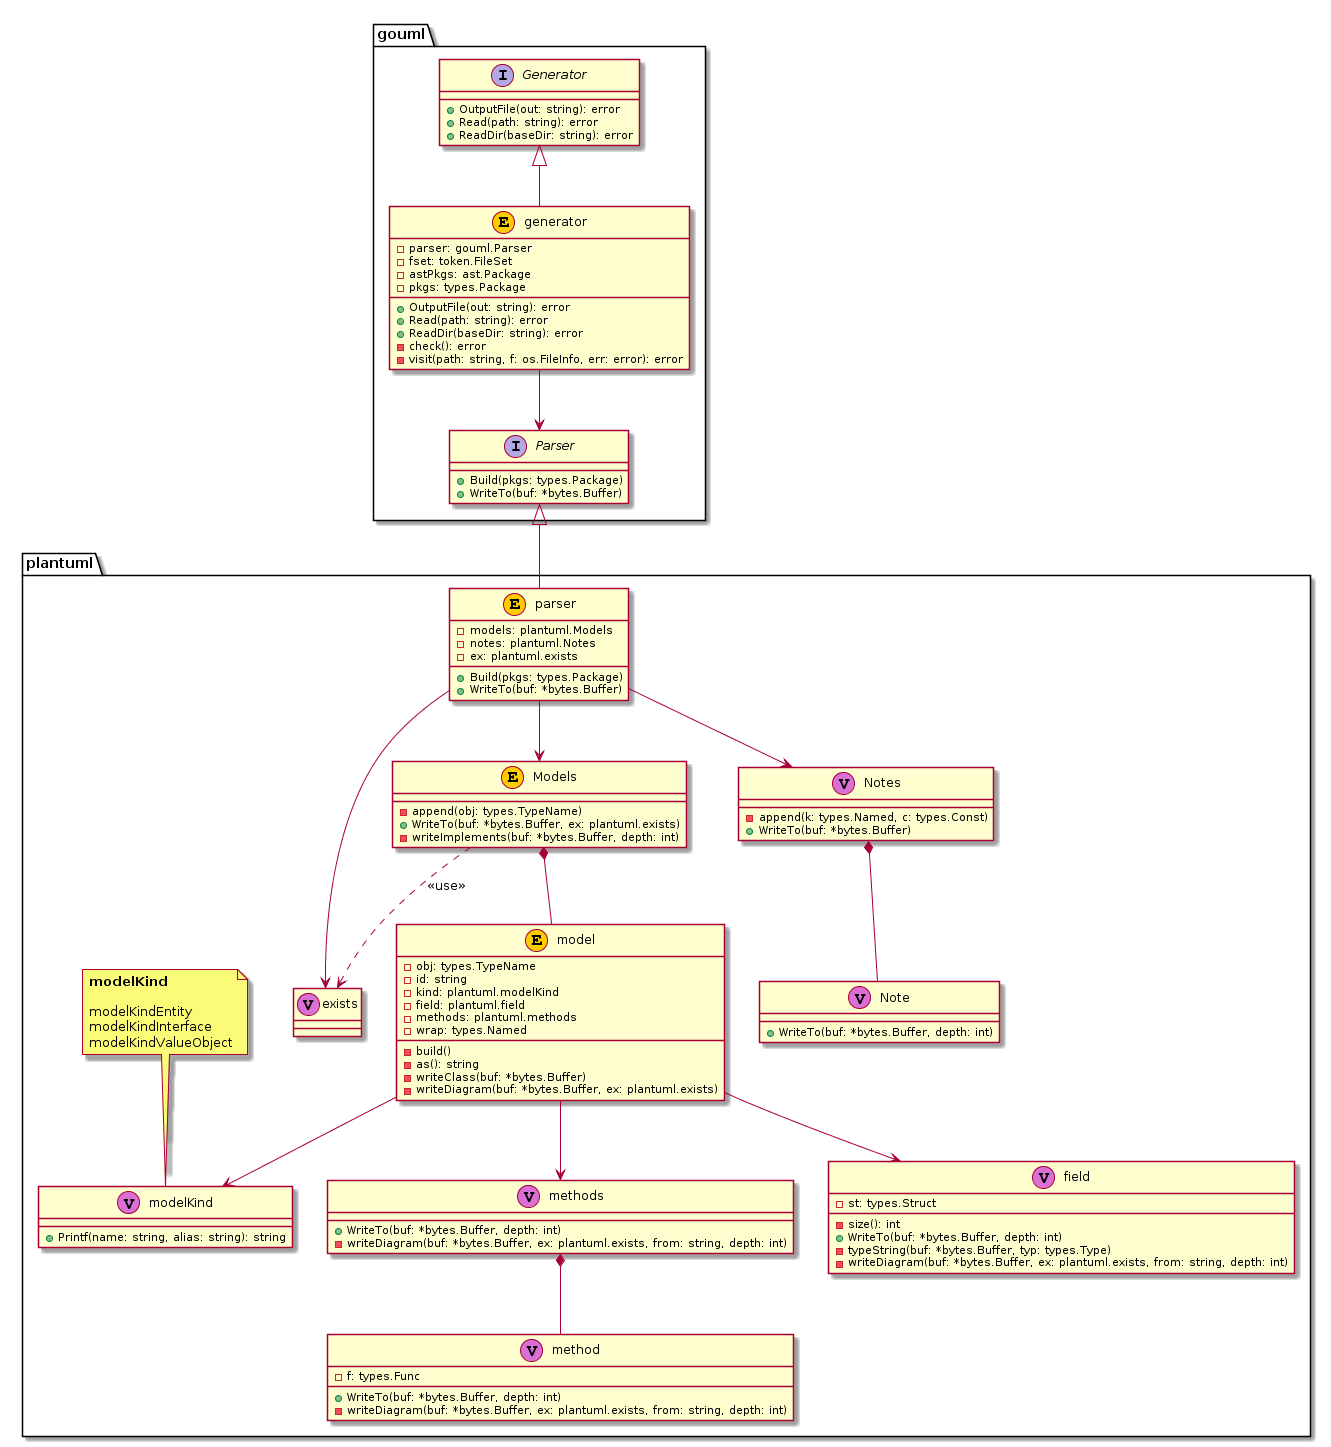 gouml
I Generator
OutputFile(out: string): error
Read(path: string): error
ReadDir(baseDir: string): error
E generator
parser: gouml.Parser
fset: token.FileSet
astPkgs: ast.Package
pkgs: types.Package
OutputFile(out: string): error
Read(path: string): error
ReadDir(baseDir: string): error
check(): error
visit(path: string, f: os.FileInfo, err: error): error
I Parser
Build(pkgs: types.Package)
WriteTo(buf: *bytes.Buffer)
plantuml
E parser
models: plantuml.Models
notes: plantuml.Notes
ex: plantuml.exists
Build(pkgs: types.Package)
WriteTo(buf: *bytes.Buffer)
E Models
append(obj: types.TypeName)
WriteTo(buf: *bytes.Buffer, ex: plantuml.exists)
writeImplements(buf: *bytes.Buffer, depth: int)
V Notes
append(k: types.Named, c: types.Const)
WriteTo(buf: *bytes.Buffer)
«use»
E model
obj: types.TypeName
id: string
kind: plantuml.modelKind
field: plantuml.field
methods: plantuml.methods
wrap: types.Named
build()
as(): string
writeClass(buf: *bytes.Buffer)
writeDiagram(buf: *bytes.Buffer, ex: plantuml.exists)
modelKind
modelKindEntity
modelKindInterface
modelKindValueObject
V exists
V Note
WriteTo(buf: *bytes.Buffer, depth: int)
V modelKind
Printf(name: string, alias: string): string
V methods
WriteTo(buf: *bytes.Buffer, depth: int)
writeDiagram(buf: *bytes.Buffer, ex: plantuml.exists, from: string, depth: int)
V field
st: types.Struct
size(): int
WriteTo(buf: *bytes.Buffer, depth: int)
typeString(buf: *bytes.Buffer, typ: types.Type)
writeDiagram(buf: *bytes.Buffer, ex: plantuml.exists, from: string, depth: int)
V method
f: types.Func
WriteTo(buf: *bytes.Buffer, depth: int)
writeDiagram(buf: *bytes.Buffer, ex: plantuml.exists, from: string, depth: int)